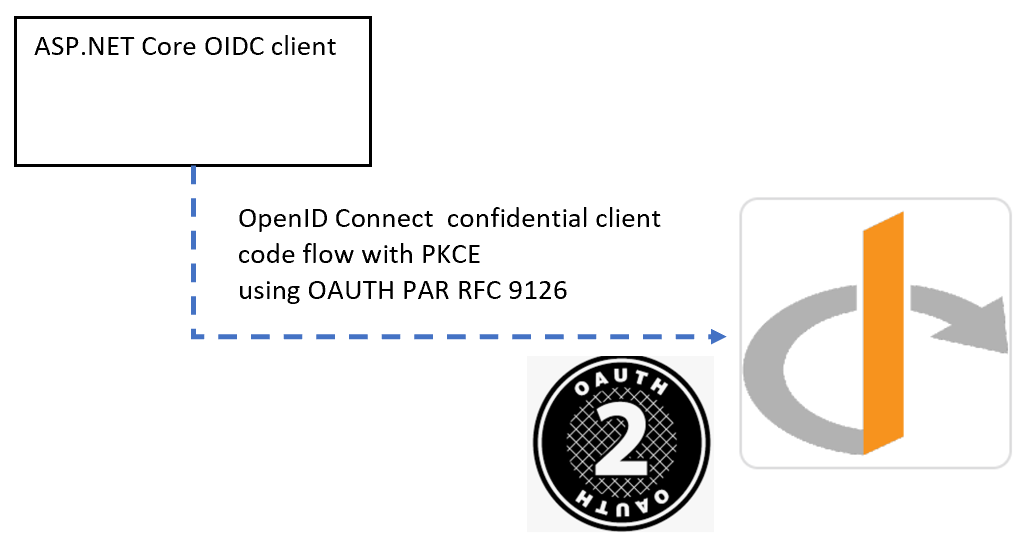 ASP.NET Core OIDC client
OpenID Connect  confidential client
code flow with PKCE
using OAUTH PAR RFC 9126
OAUTH
2
OAUTH